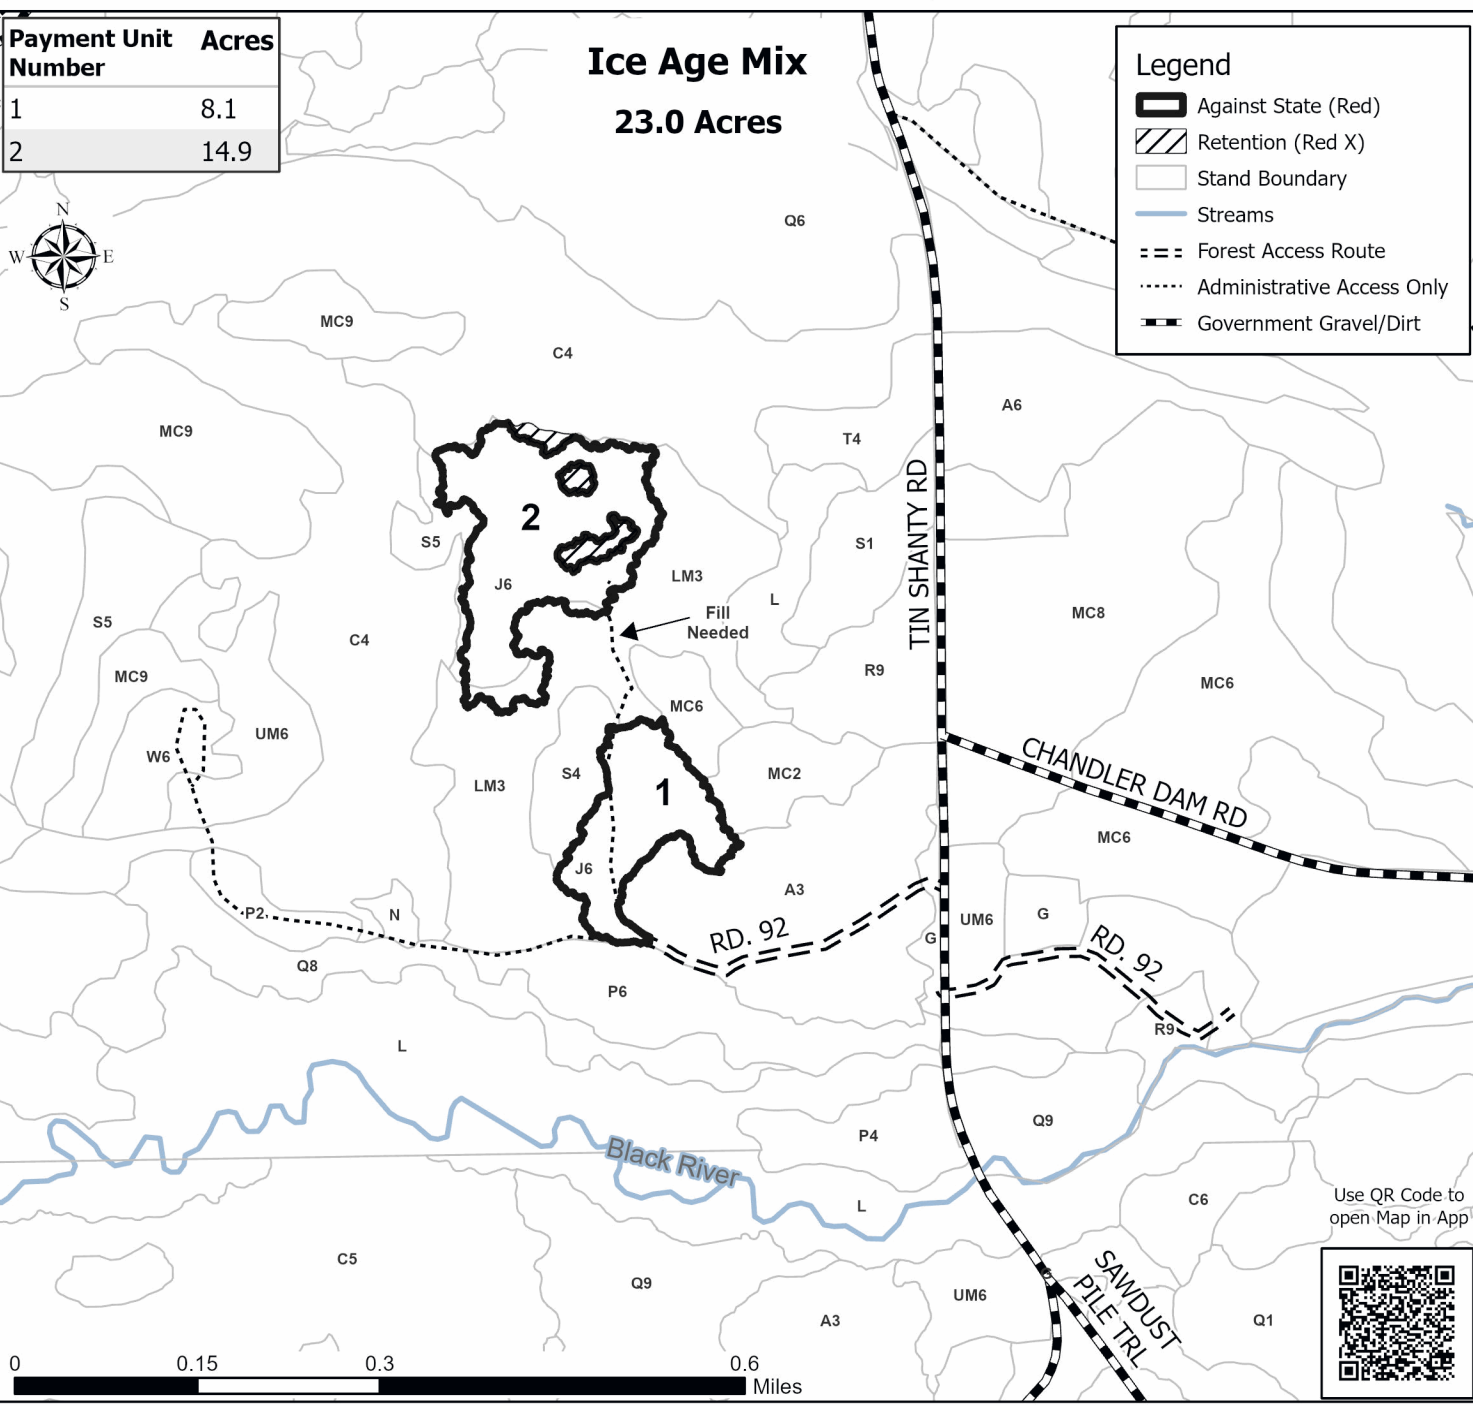 Payment Unit Number Acres
1 8.1
2 14.9
Ice Age Mix
23.0 Acres
Legend
Against State (Red)
Retention (Red X)
Stand Boundary
Streams
Forest Access Route
Administrative Access Only
Government Gravel/Dirt
N
W E
S
Q6
MC9
C4
A6
MC9
T4
2
S5
S1
TIN SHANTY RD
J6
LM3
L
Fill
Needed
MC8
S5
C4
MC9
R9
MC6
MC6
UM6
W6
CHANDLER DAM RD
LM3
S4
1
MC2
MC6
J6
A3
P2
N
UM6
G
G
RD. 92
RD. 92
Q8
P6
R9
L
Q9
P4
Black River
L
C6
Use QR Code to
open Map in App
C5
Q9
UM6
A3
SAWDUST
PILE TRL
Q1
0 0.15 0.3 0.6
Miles